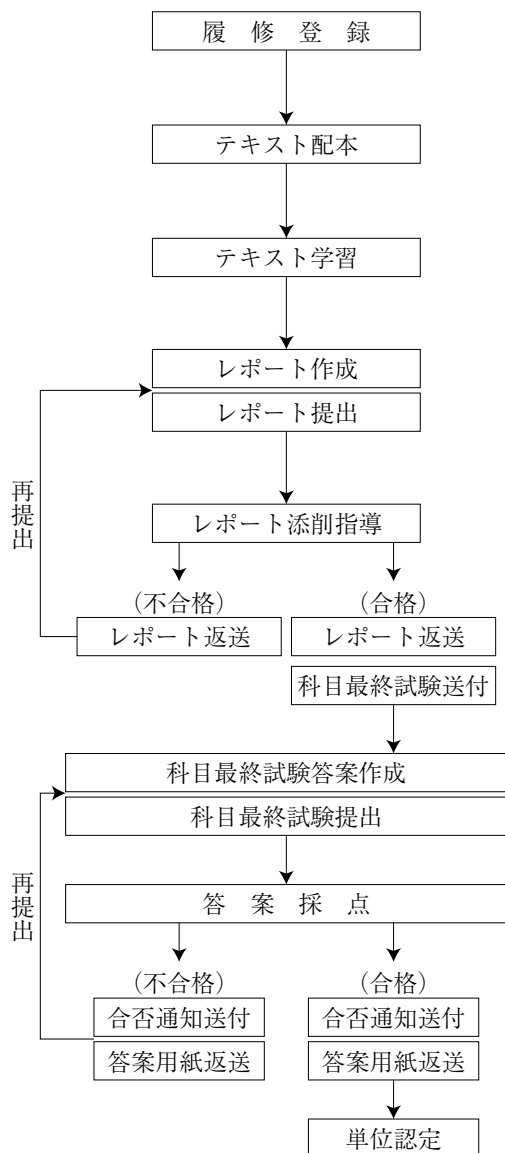 履　修　登　録
テキスト配本
テキスト学習
レポート作成
レポート提出
再提出
レポート添削指導
（不合格）
（合格）
レポート返送
レポート返送
科目最終試験送付
科目最終試験答案作成
科目最終試験提出
再提出
答　案　採　点
（不合格）
（合格）
合否通知送付
合否通知送付
答案用紙返送
答案用紙返送
単位認定